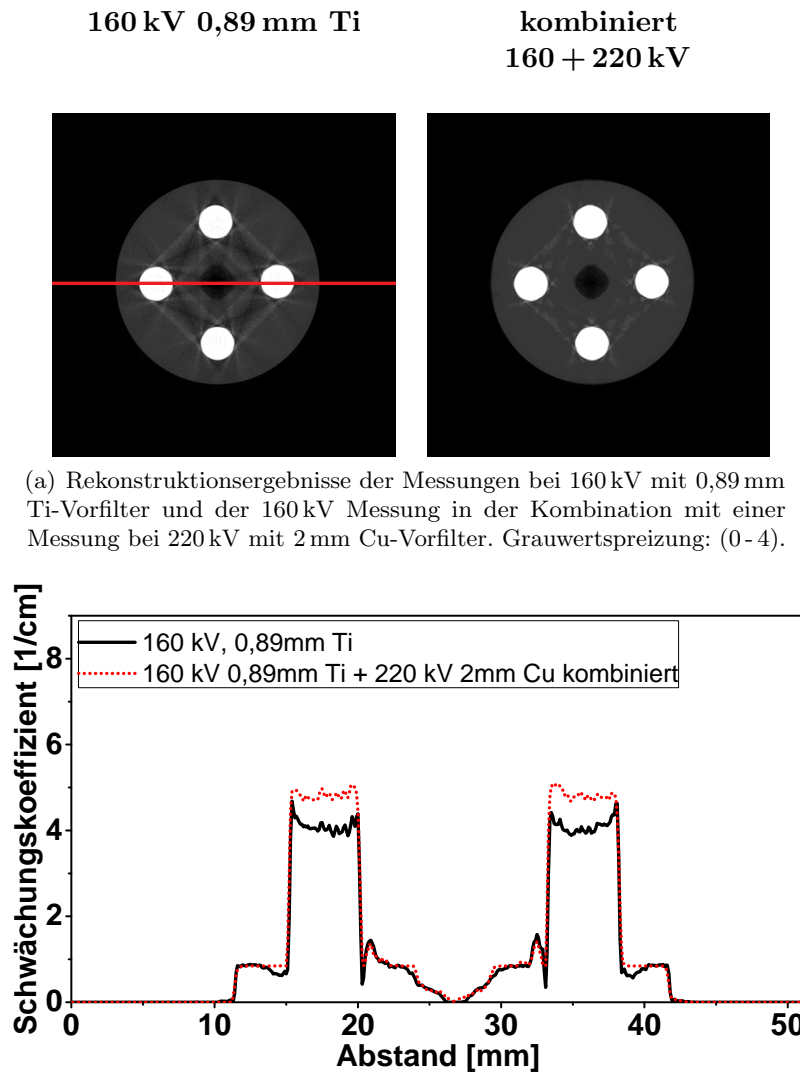 160 kV 0,89 mm Ti
kombiniert
160 + 220 kV
(a) Rekonstruktionsergebnisse der Messungen bei 160 kV mit 0,89 mm
Ti-Vorfilter und der 160 kV Messung in der Kombination mit einer
Messung bei 220 kV mit 2 mm Cu-Vorfilter. Grauwertspreizung: (0 - 4).
Schwächungskoeffizient [1/cm]
8
6
4
2
0
160 kV, 0,89mm Ti
160 kV 0,89mm Ti + 220 kV 2mm Cu kombiniert
0 10 20 30 40 50
Abstand [mm]